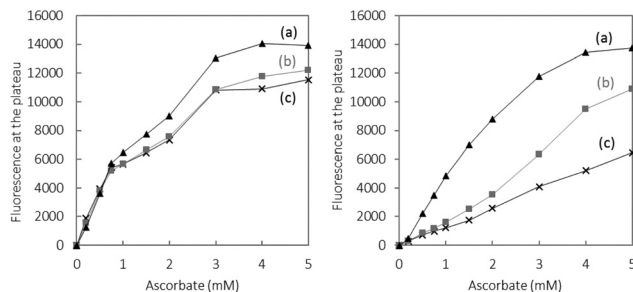 16000
14000
12000
10000
8000
6000
4000
2000
0
Fluorescence at the plateau
(a)
(b)
(c)
0 1 2 3 4 5
Ascorbate (mM)
16000
14000
12000
10000
8000
6000
4000
2000
0
Fluorescence at the plateau
(a)
(b)
(c)
0 1 2 3 4 5
Ascorbate (mM)